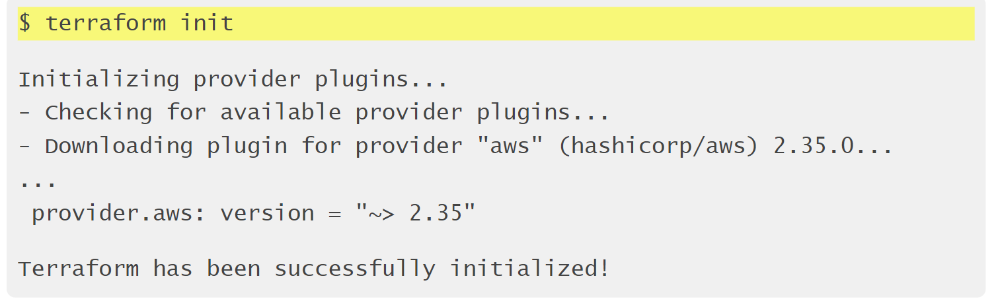 $ terraform init
Initializing provider plugins...
- Checking for available provider plugins...
- Downloading plugin for provider "aws" (hashicorp/aws) 2.35.0...
...
provider.aws: version = "~> 2.35"
Terraform has been successfully initialized!